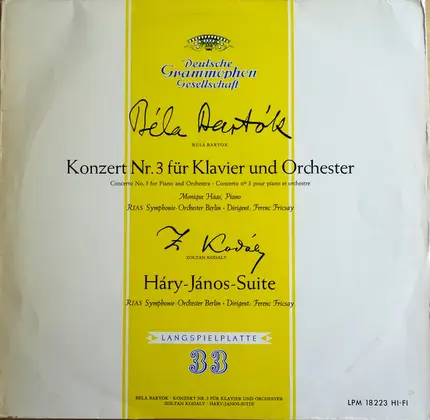 Deutsche
Grammophon
Gesellschaft
Béla Bartók
BELA BARTOK
Konzert Nr. 3 für Klavier und Orchester
Concerto No. 3 for Piano and Orchestra · Concerto n° 3 pour piano et orchestre
Monique Haas, Piano
RIAS Symphonie-Orchester Berlin · Dirigent: Ferenc Fricsay
Z Kodály
ZOLTAN KODALY
Háry-János-Suite
RIAS Symphonie-Orchester Berlin · Dirigent: Ferenc Fricsay
LANGSPIELPLATTE
33
BELA BARTOK · KONZERT NR. 3 FÜR KLAVIER UND ORCHESTER
ZOLTAN KODALY · HARY-JANOS-SUITE
LPM 18223 HI-FI